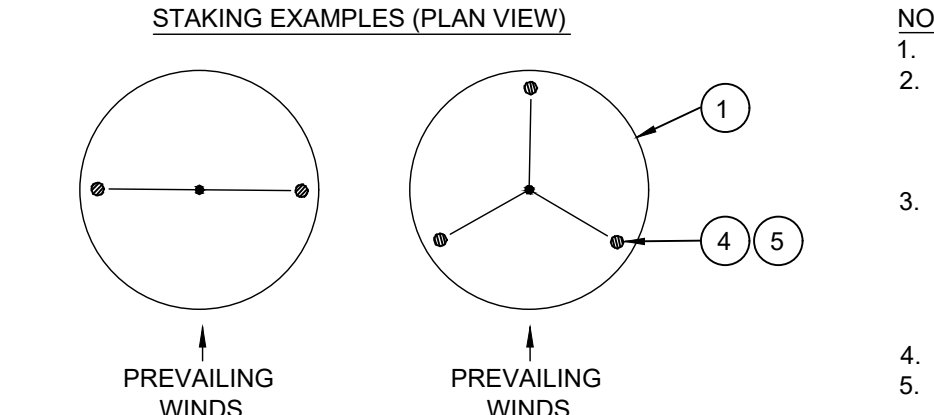 STAKING EXAMPLES (PLAN VIEW)
1
4 5
PREVAILING
WINDS
PREVAILING
WINDS
NO
1.
2.
3.
4.
5.